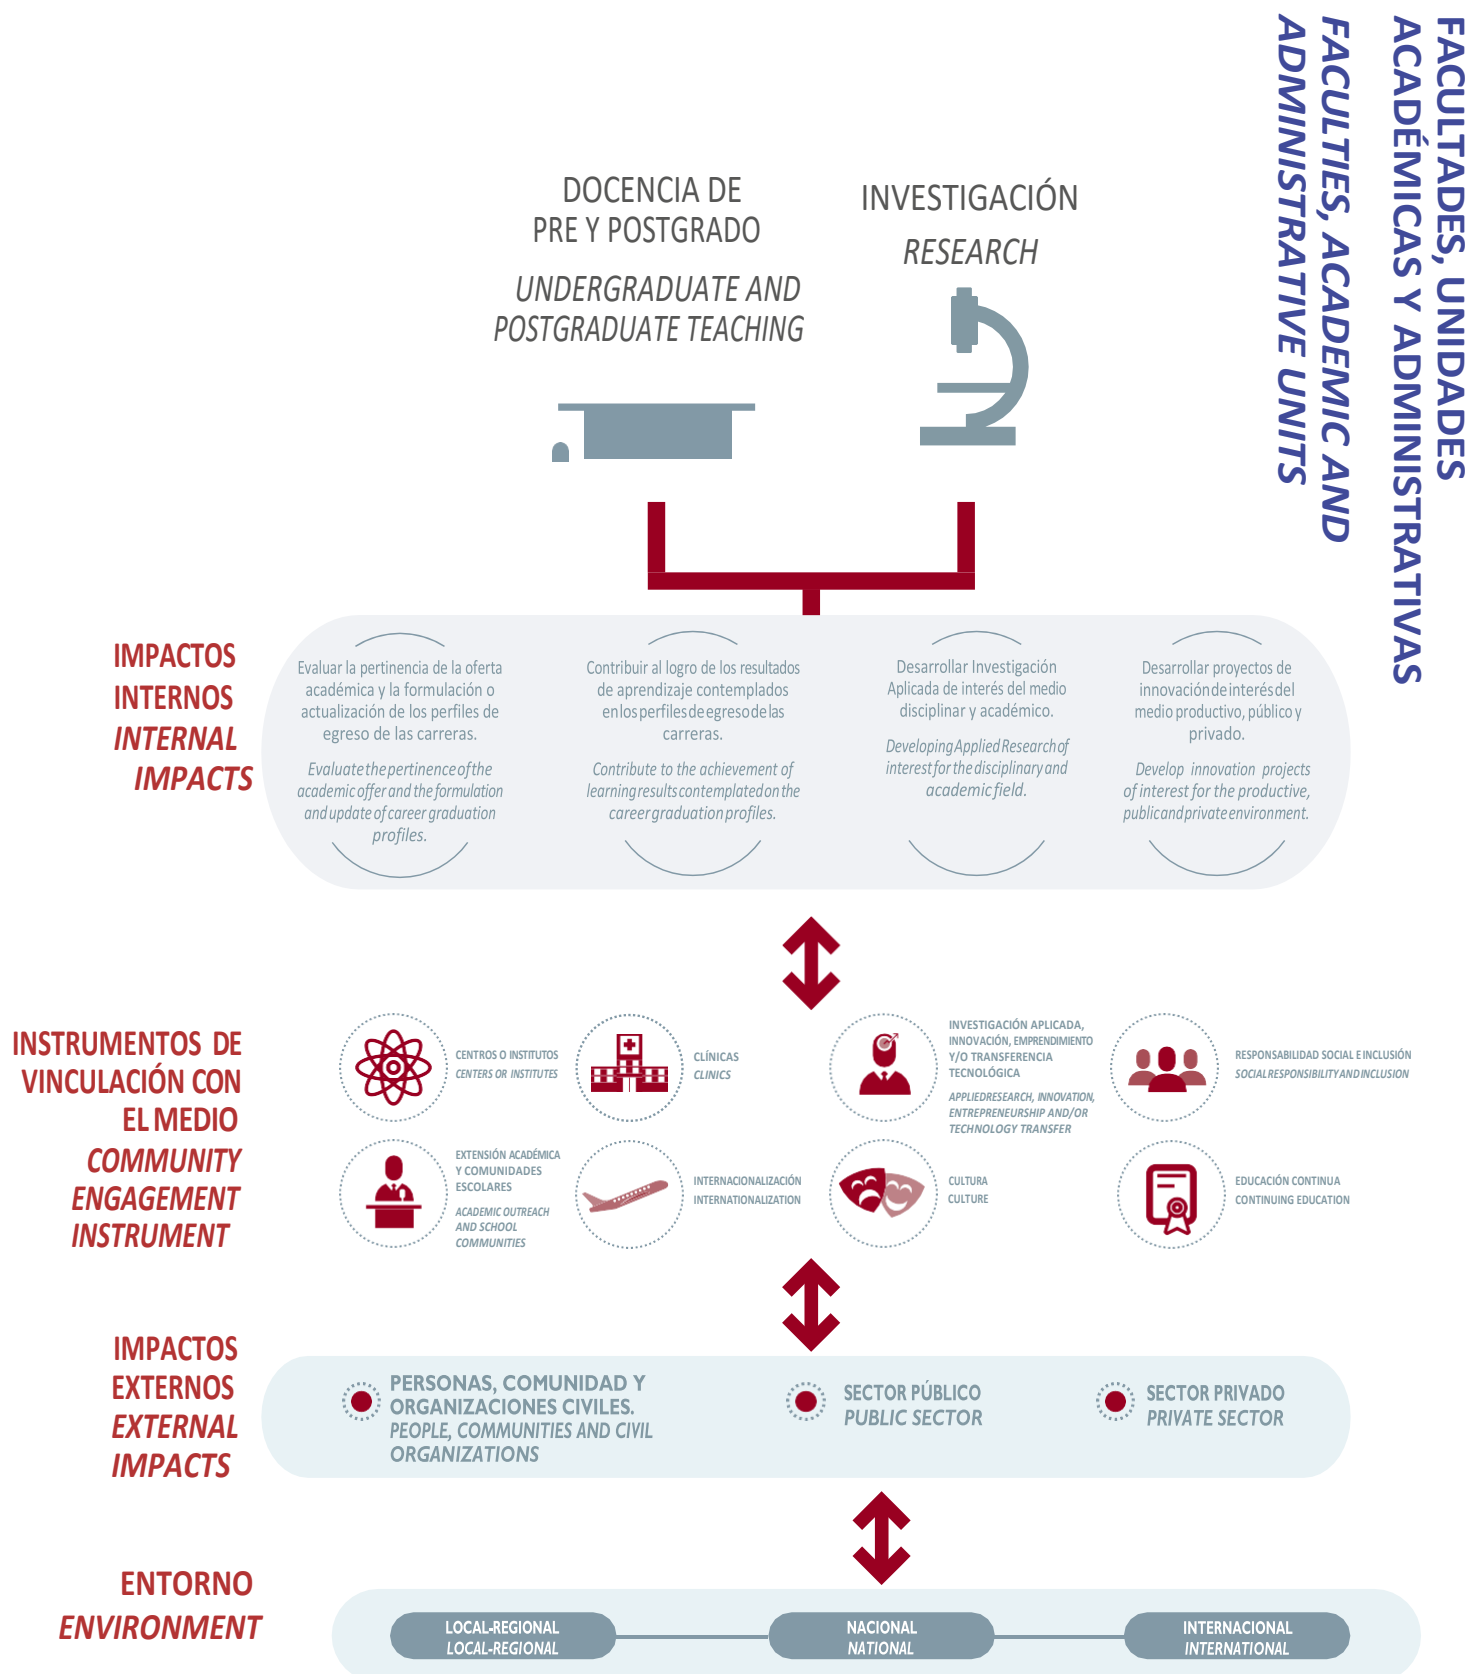 FACULTADES, UNIDADES
ACADÉMICAS Y ADMINISTRATIVAS
FACULTIES, ACADEMIC AND
ADMINISTRATIVE UNITS
DOCENCIA DE
PRE Y POSTGRADO
UNDERGRADUATE AND
POSTGRADUATE TEACHING
INVESTIGACIÓN
RESEARCH
IMPACTOS
INTERNOS
INTERNAL
IMPACTS
Evaluar la pertinencia de la oferta
académica y la formulación o
actualización de los perfiles de
egreso de las carreras.
Evaluate the pertinence of the
academic offer and the formulation
and update of career graduation
profiles.
Contribuir al logro de los resultados
de aprendizaje contemplados
en los perfiles de egreso de las
carreras.
Contribute to the achievement of
learning results contemplated on the
career graduation profiles.
Desarrollar Investigación
Aplicada de interés del medio
disciplinar y académico.
Developing Applied Research of
interest for the disciplinary and
academic field.
Desarrollar proyectos de
innovación de interés del
medio productivo, público y
privado.
Develop innovation projects
of interest for the productive,
public and private environment.
INSTRUMENTOS DE
VINCULACIÓN CON
EL MEDIO
COMMUNITY
ENGAGEMENT
INSTRUMENT
CENTROS O INSTITUTOS
CENTERS OR INSTITUTES
CLÍNICAS
CLINICS
INVESTIGACIÓN APLICADA,
INNOVACIÓN, EMPRENDIMIENTO
Y/O TRANSFERENCIA
TECNOLÓGICA
APPLIED RESEARCH, INNOVATION,
ENTREPRENEURSHIP AND/OR
TECHNOLOGY TRANSFER
RESPONSABILIDAD SOCIAL E INCLUSIÓN
SOCIAL RESPONSIBILITY AND INCLUSION
EXTENSIÓN ACADÉMICA
Y COMUNIDADES
ESCOLARES
ACADEMIC OUTREACH
AND SCHOOL
COMMUNITIES
INTERNACIONALIZACIÓN
INTERNATIONALIZATION
CULTURA
CULTURE
EDUCACIÓN CONTINUA
CONTINUING EDUCATION
IMPACTOS
EXTERNOS
EXTERNAL
IMPACTS
PERSONAS, COMUNIDAD Y
ORGANIZACIONES CIVILES.
PEOPLE, COMMUNITIES AND CIVIL
ORGANIZATIONS
SECTOR PÚBLICO
PUBLIC SECTOR
SECTOR PRIVADO
PRIVATE SECTOR
ENTORNO
ENVIRONMENT
LOCAL-REGIONAL
LOCAL-REGIONAL
NACIONAL
NATIONAL
INTERNACIONAL
INTERNATIONAL